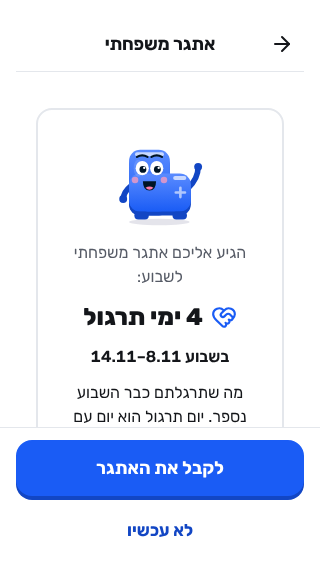 אתגר משפחתי
הגיע אליכם אתגר משפחתי
לשבוע:
4 ימי תרגול
בשבוע 8.11–14.11
מה שתרגלתם כבר השבוע
נספר. יום תרגול הוא יום עם
לקבל את האתגר
לא עכשיו